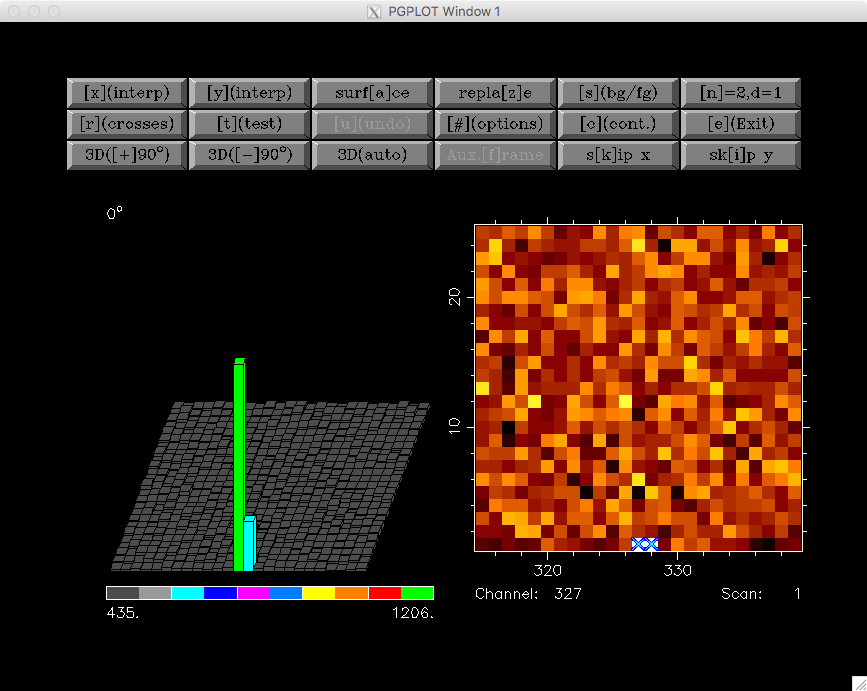 PGPLOT Window 1
[x](interp) [y](interp) surf[a]ce repla[z]e [s](bg/fg) [n]=2,d=1
[r](crosses) [t](test) [u](undo) [#](options) [c](cont.) [e](Exit)
3D([+]90°) 3D([−]90°) 3D(auto) Aux.[f]rame s[k]ip x sk[i]p y
0°
20
10
320 330
Channel: 327 Scan: 1
435. 1206.